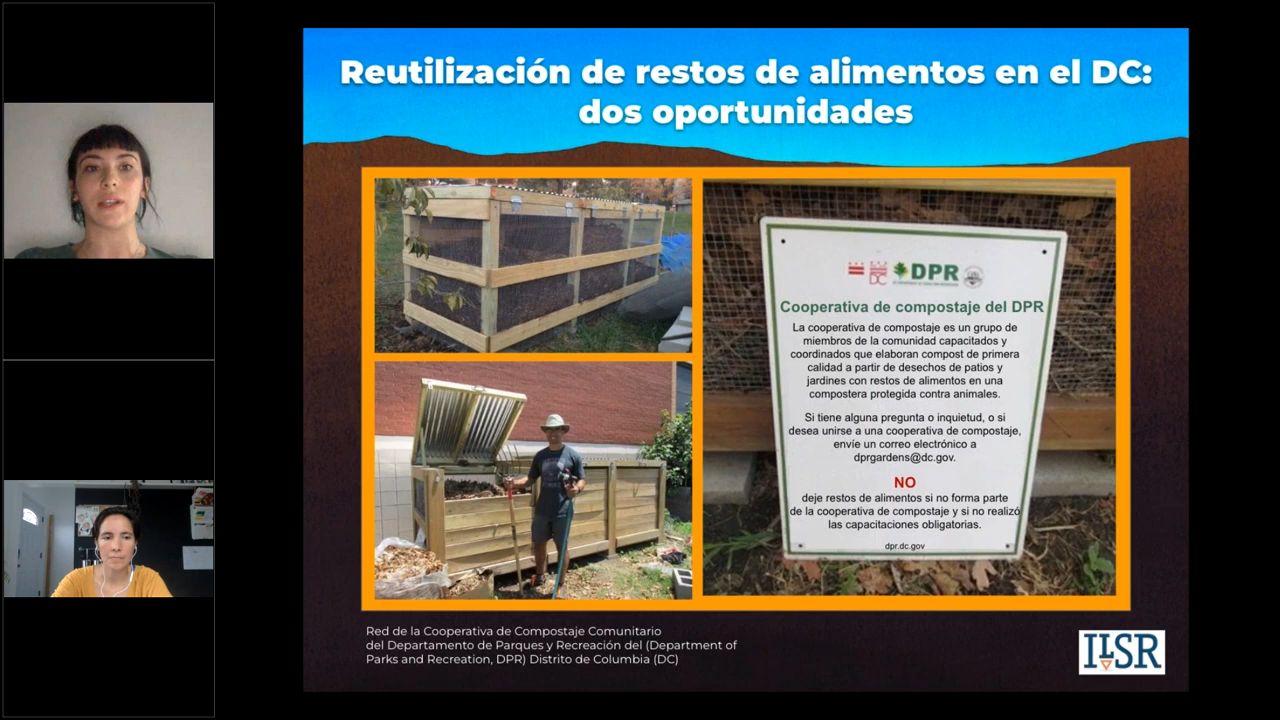 Reutilización de restos de alimentos en el DC:
dos oportunidades
DC
DPR
Cooperativa de compostaje del DPR
La cooperativa de compostaje es un grupo de
miembros de la comunidad capacitados y
coordinados que elaboran compost de primera
calidad a partir de desechos de patios y
jardines con restos de alimentos en una
compostera protegida contra animales.
Si tiene alguna pregunta o inquietud, o si
desea unirse a una cooperativa de compostaje,
envíe un correo electrónico a
dprgardens@dc.gov.
NO
deje restos de alimentos si no forma parte
de la cooperativa de compostaje y si no realizó
las capacitaciones obligatorias.
dpr.dc.gov
Red de la Cooperativa de Compostaje Comunitario
del Departamento de Parques y Recreación del (Department of
Parks and Recreation, DPR) Distrito de Columbia (DC)
ILSR